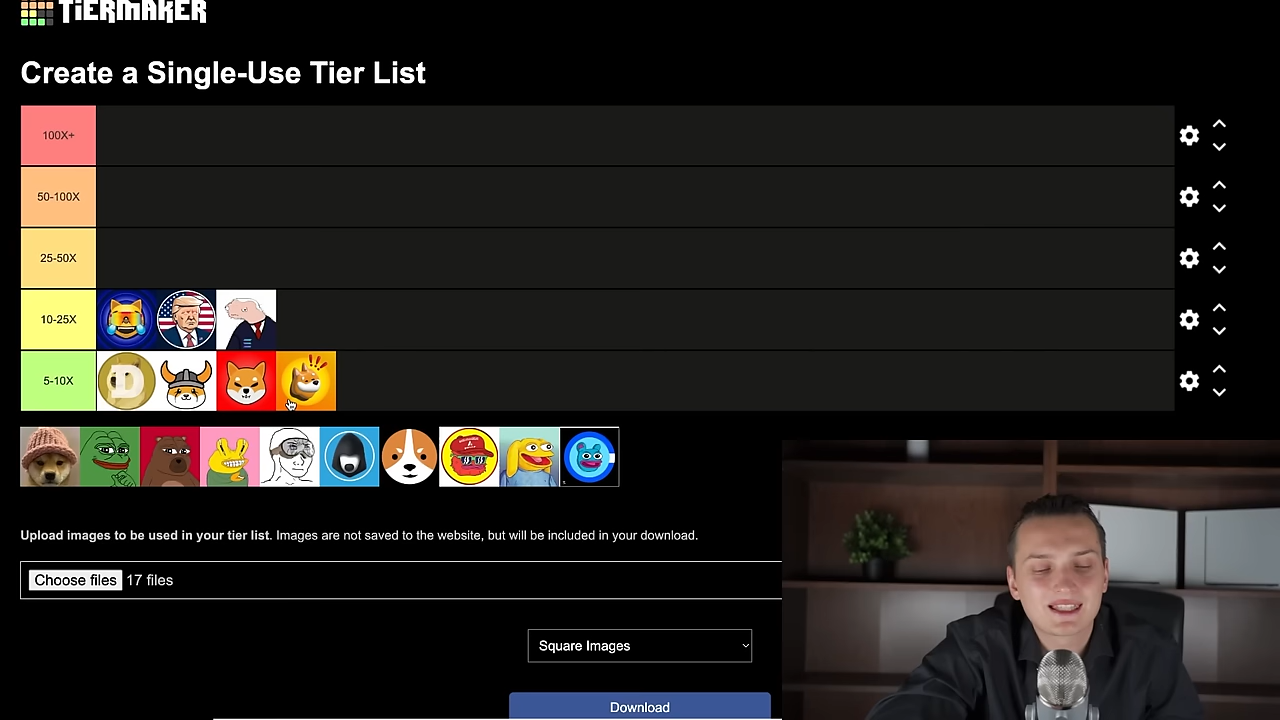 TiERMAKER
Create a Single-Use Tier List
100X+
50-100X
25-50X
10-25X
5-10X
Upload images to be used in your tier list. Images are not saved to the website, but will be included in your download.
Choose files 17 files
Square Images
Download